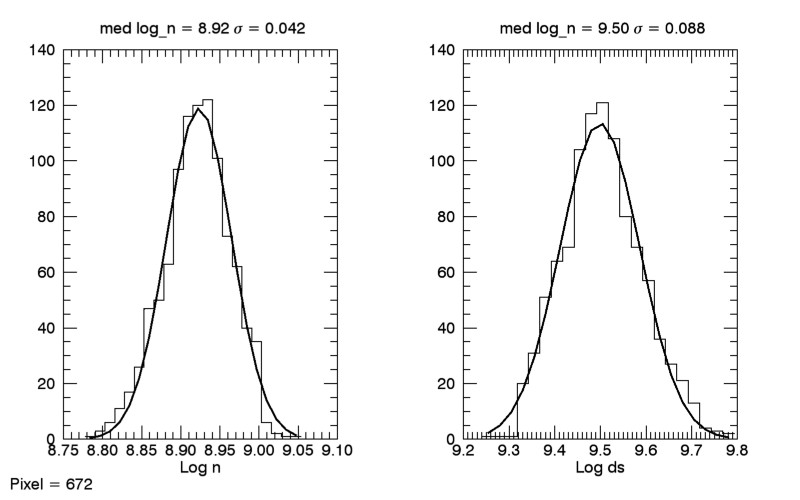 med log_n = 8.92 σ = 0.042
140
120
100
80
60
40
20
0
8.75 8.80 8.85 8.90 8.95 9.00 9.05 9.10
Log n
med log_n = 9.50 σ = 0.088
140
120
100
80
60
40
20
0
9.2 9.3 9.4 9.5 9.6 9.7 9.8
Log ds
Pixel = 672